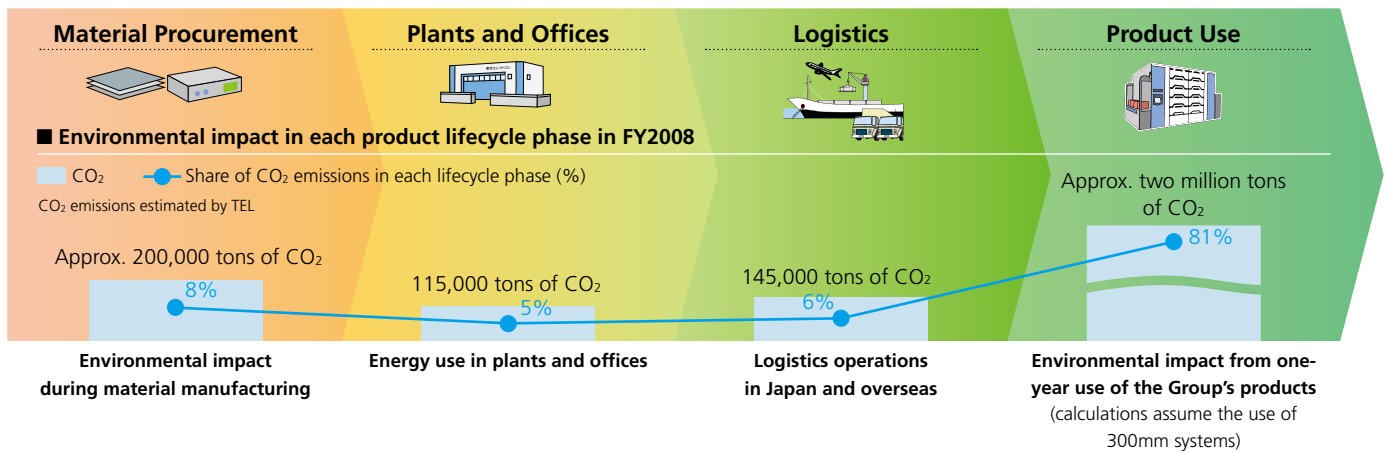 Material Procurement
Plants and Offices
Logistics
Product Use
■ Environmental impact in each product lifecycle phase in FY2008
CO₂
Share of CO₂ emissions in each lifecycle phase (%)
CO₂ emissions estimated by TEL
Approx. 200,000 tons of CO₂
8%
115,000 tons of CO₂
5%
145,000 tons of CO₂
6%
Approx. two million tons
of CO₂
81%
Environmental impact
during material manufacturing
Energy use in plants and offices
Logistics operations
in Japan and overseas
Environmental impact from one-
year use of the Group's products
(calculations assume the use of
300mm systems)